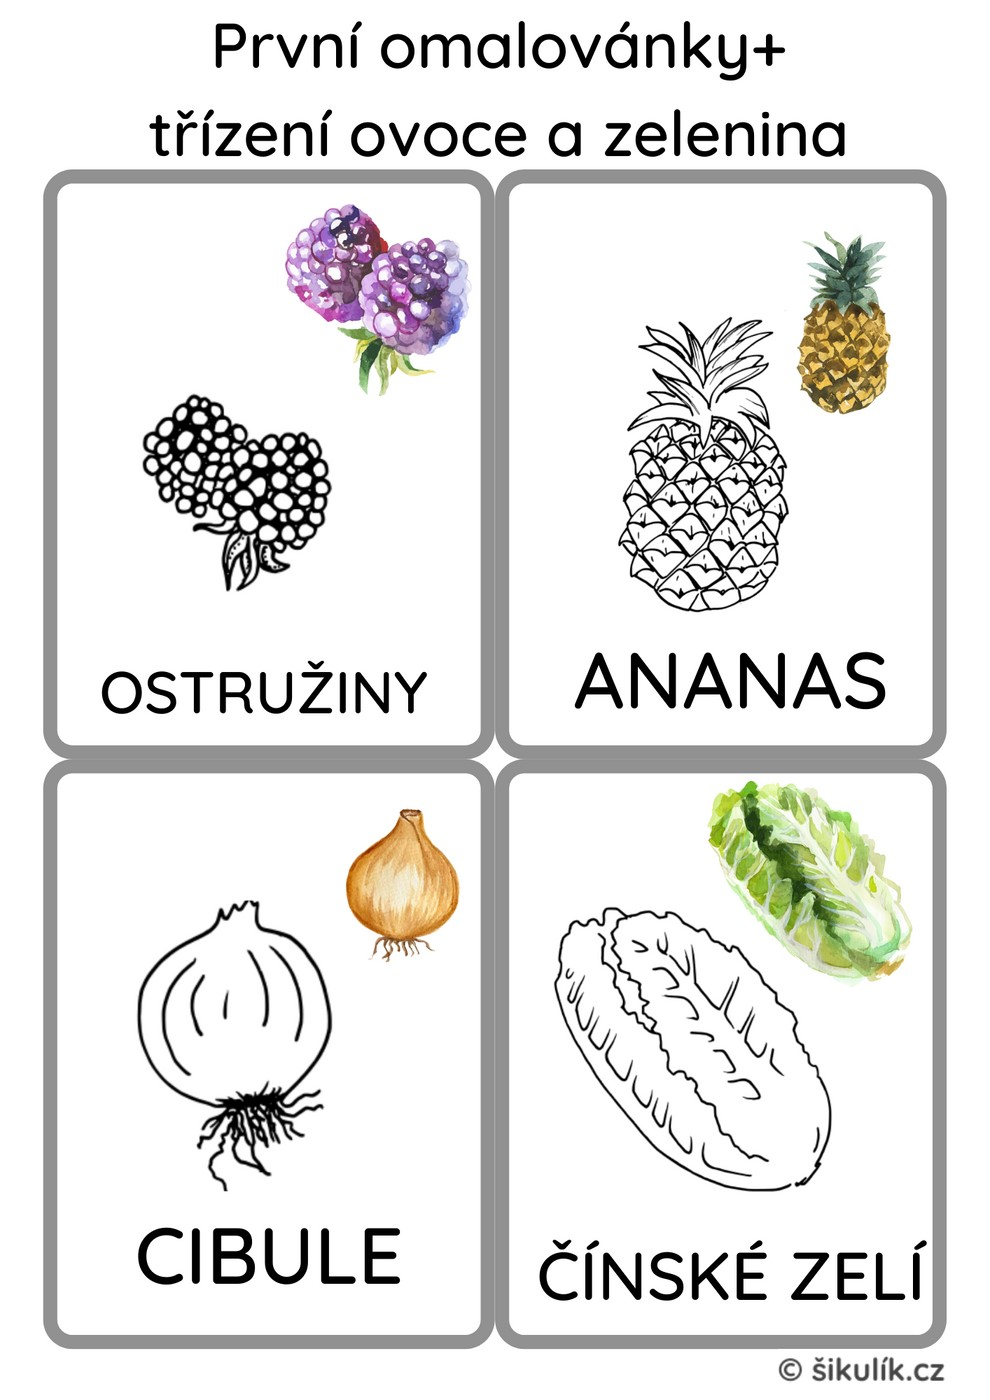 První omalovánky+
třízení ovoce a zelenina
OSTRUŽINY
ANANAS
CIBULE
ČÍNSKÉ ZELÍ
© šikulík.cz